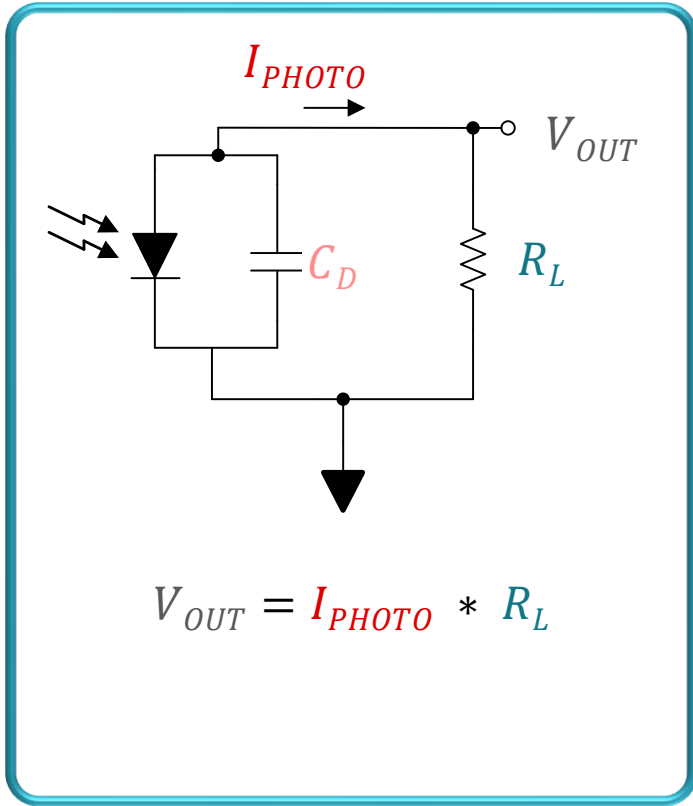 I_PHOTO
V_OUT
C_D
R_L
V_OUT = I_PHOTO * R_L